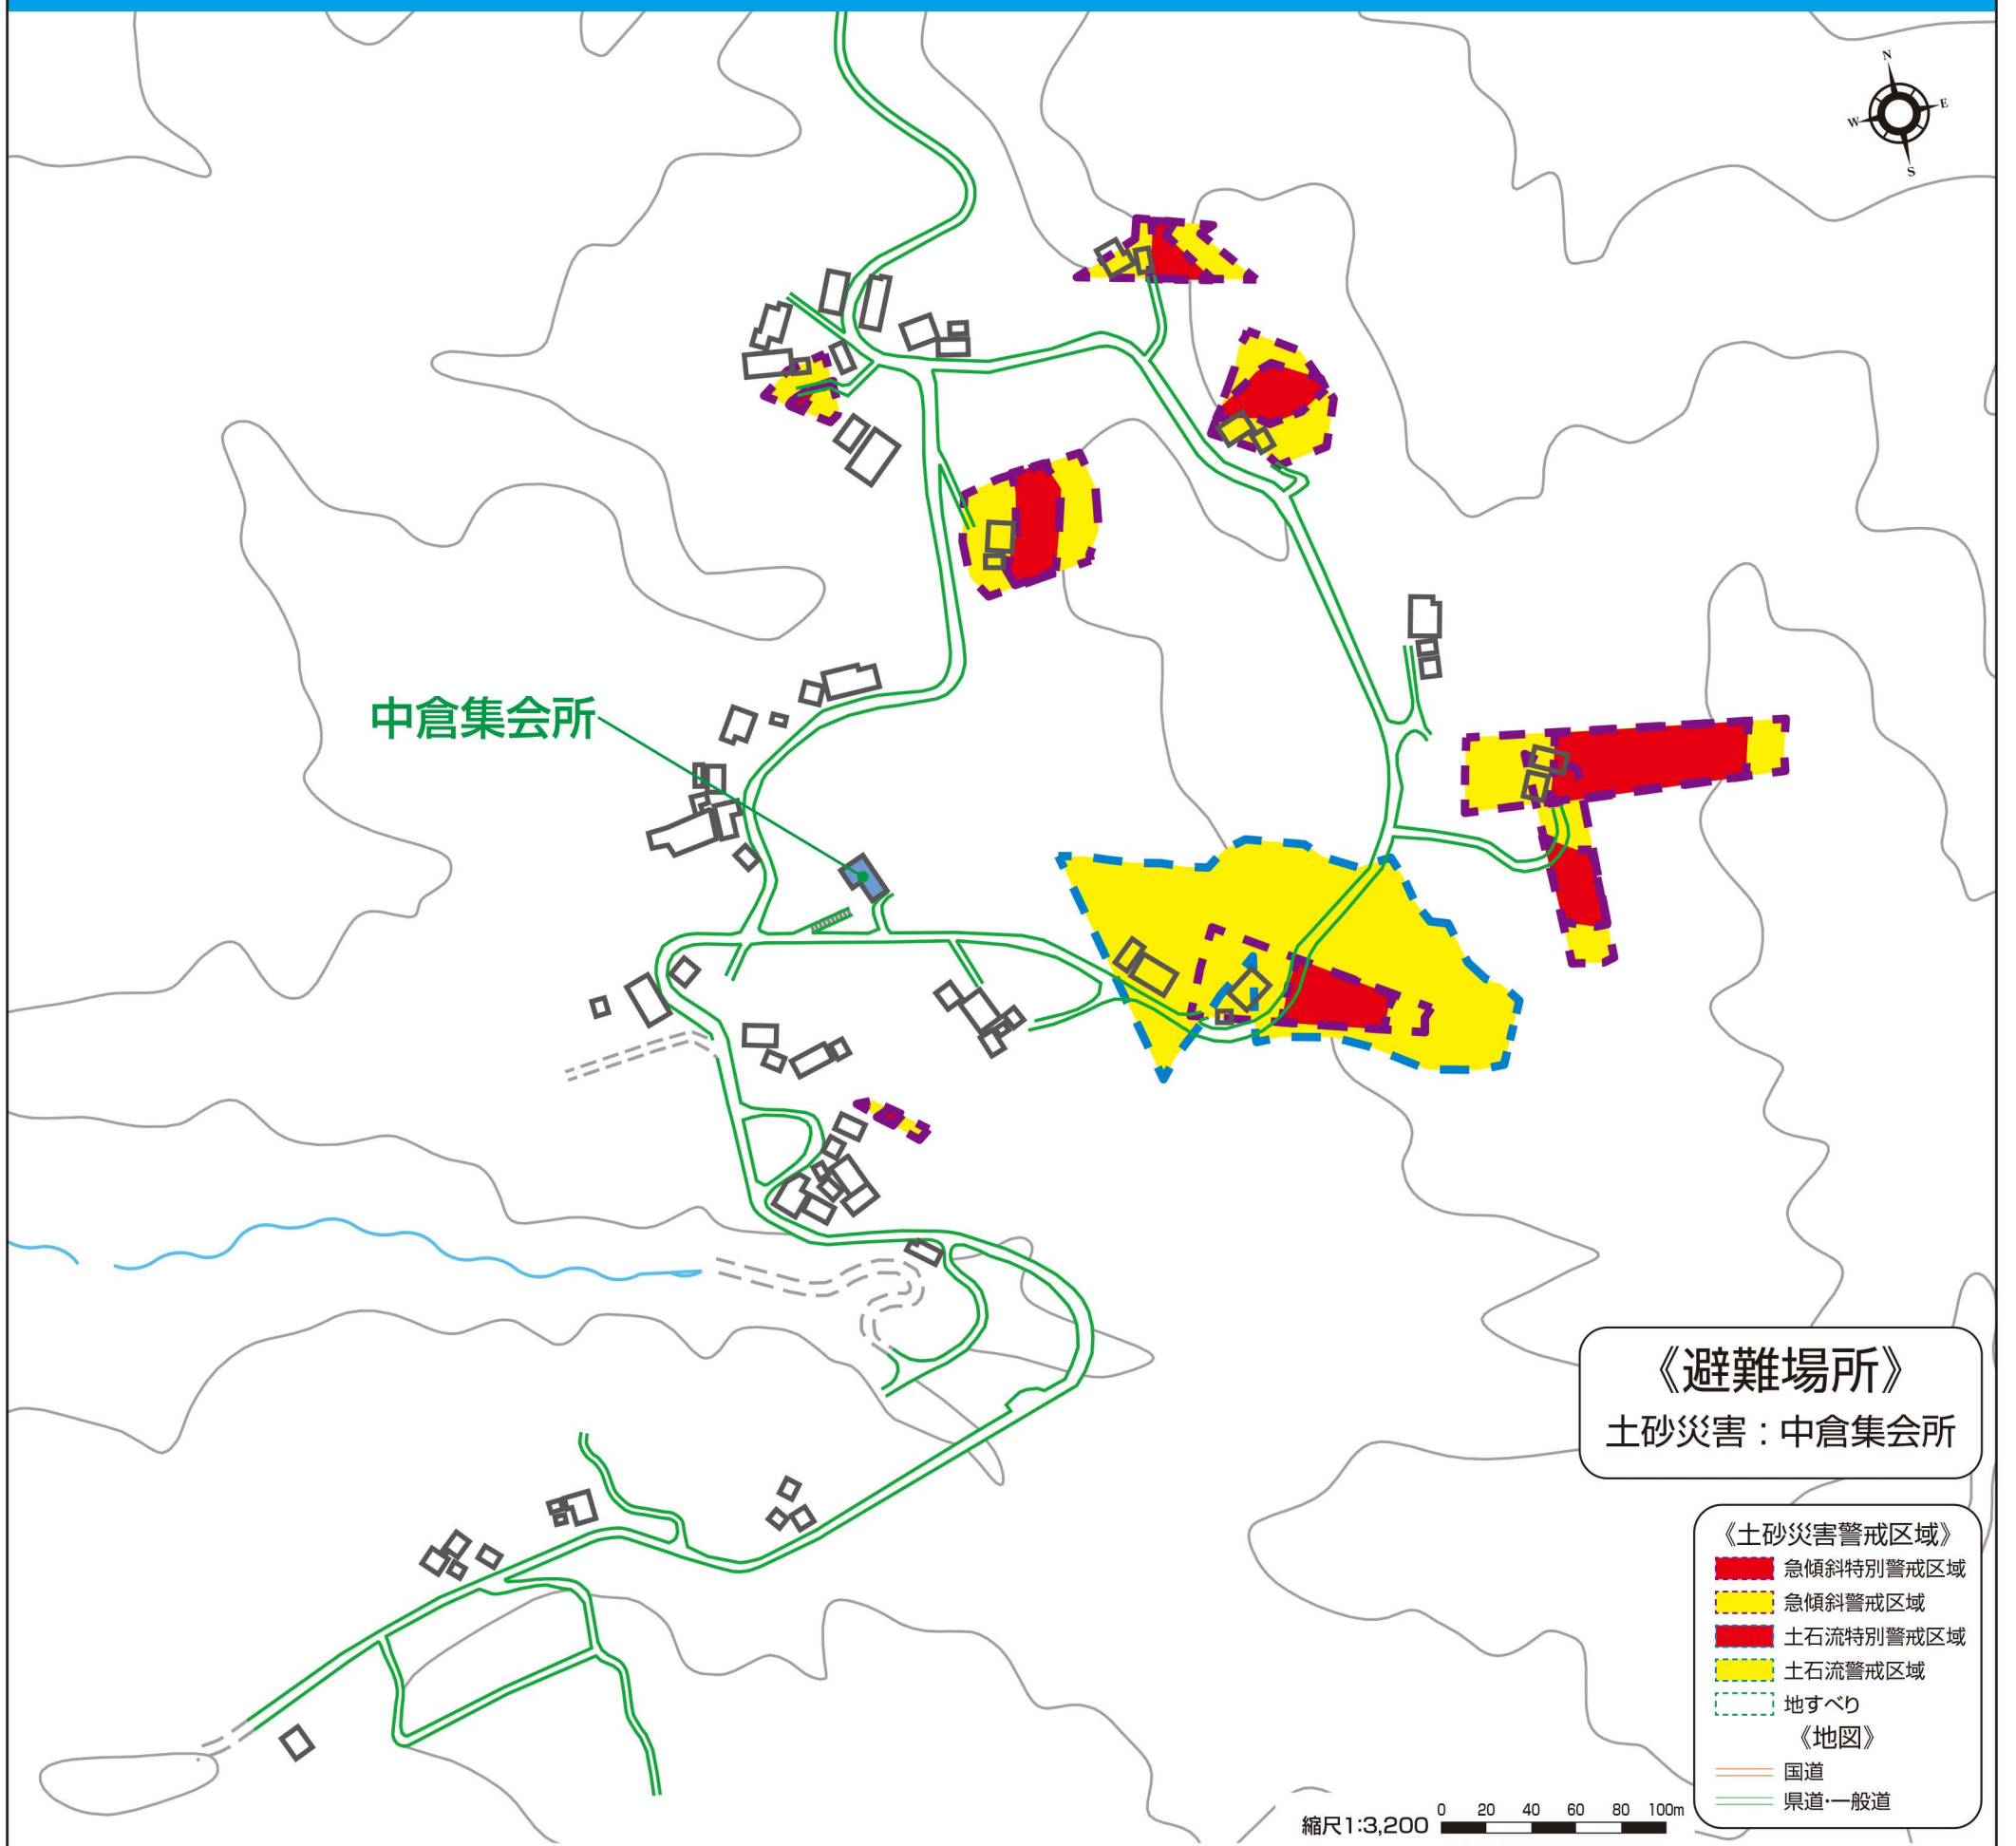 N
W
E
S
中倉集会所
《避難場所》
土砂災害：中倉集会所
《土砂災害警戒区域》
急傾斜特別警戒区域
急傾斜警戒区域
土石流特別警戒区域
土石流警戒区域
地すべり
《地図》
国道
県道・一般道
縮尺1:3,200
0 20 40 60 80 100m